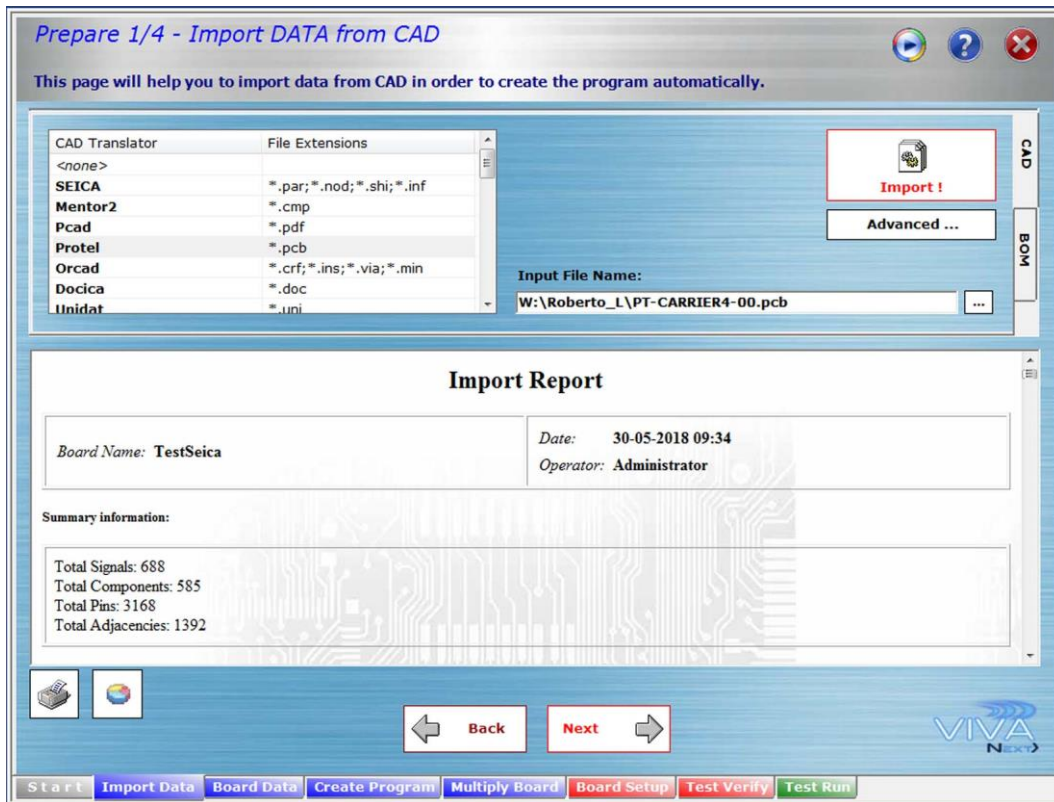 Prepare 1/4 - Import DATA from CAD
This page will help you to import data from CAD in order to create the program automatically.
CAD Translator File Extensions
<none>
SEICA *.par;*.nod;*.shi;*.inf
Mentor2 *.cmp
Pcad *.pdf
Protel *.pcb
Orcad *.crf;*.ins;*.via;*.min
Docica *.doc
Unidat *.uni
Import !
Advanced ...
CAD
BOM
Input File Name:
W:\Roberto_L\PT-CARRIER4-00.pcb
...
Import Report
Board Name: TestSeica
Date: 30-05-2018 09:34
Operator: Administrator
Summary information:
Total Signals: 688
Total Components: 585
Total Pins: 3168
Total Adjacencies: 1392
Back
Next
VIVA
NEXT>
Start Import Data Board Data Create Program Multiply Board Board Setup Test Verify Test Run